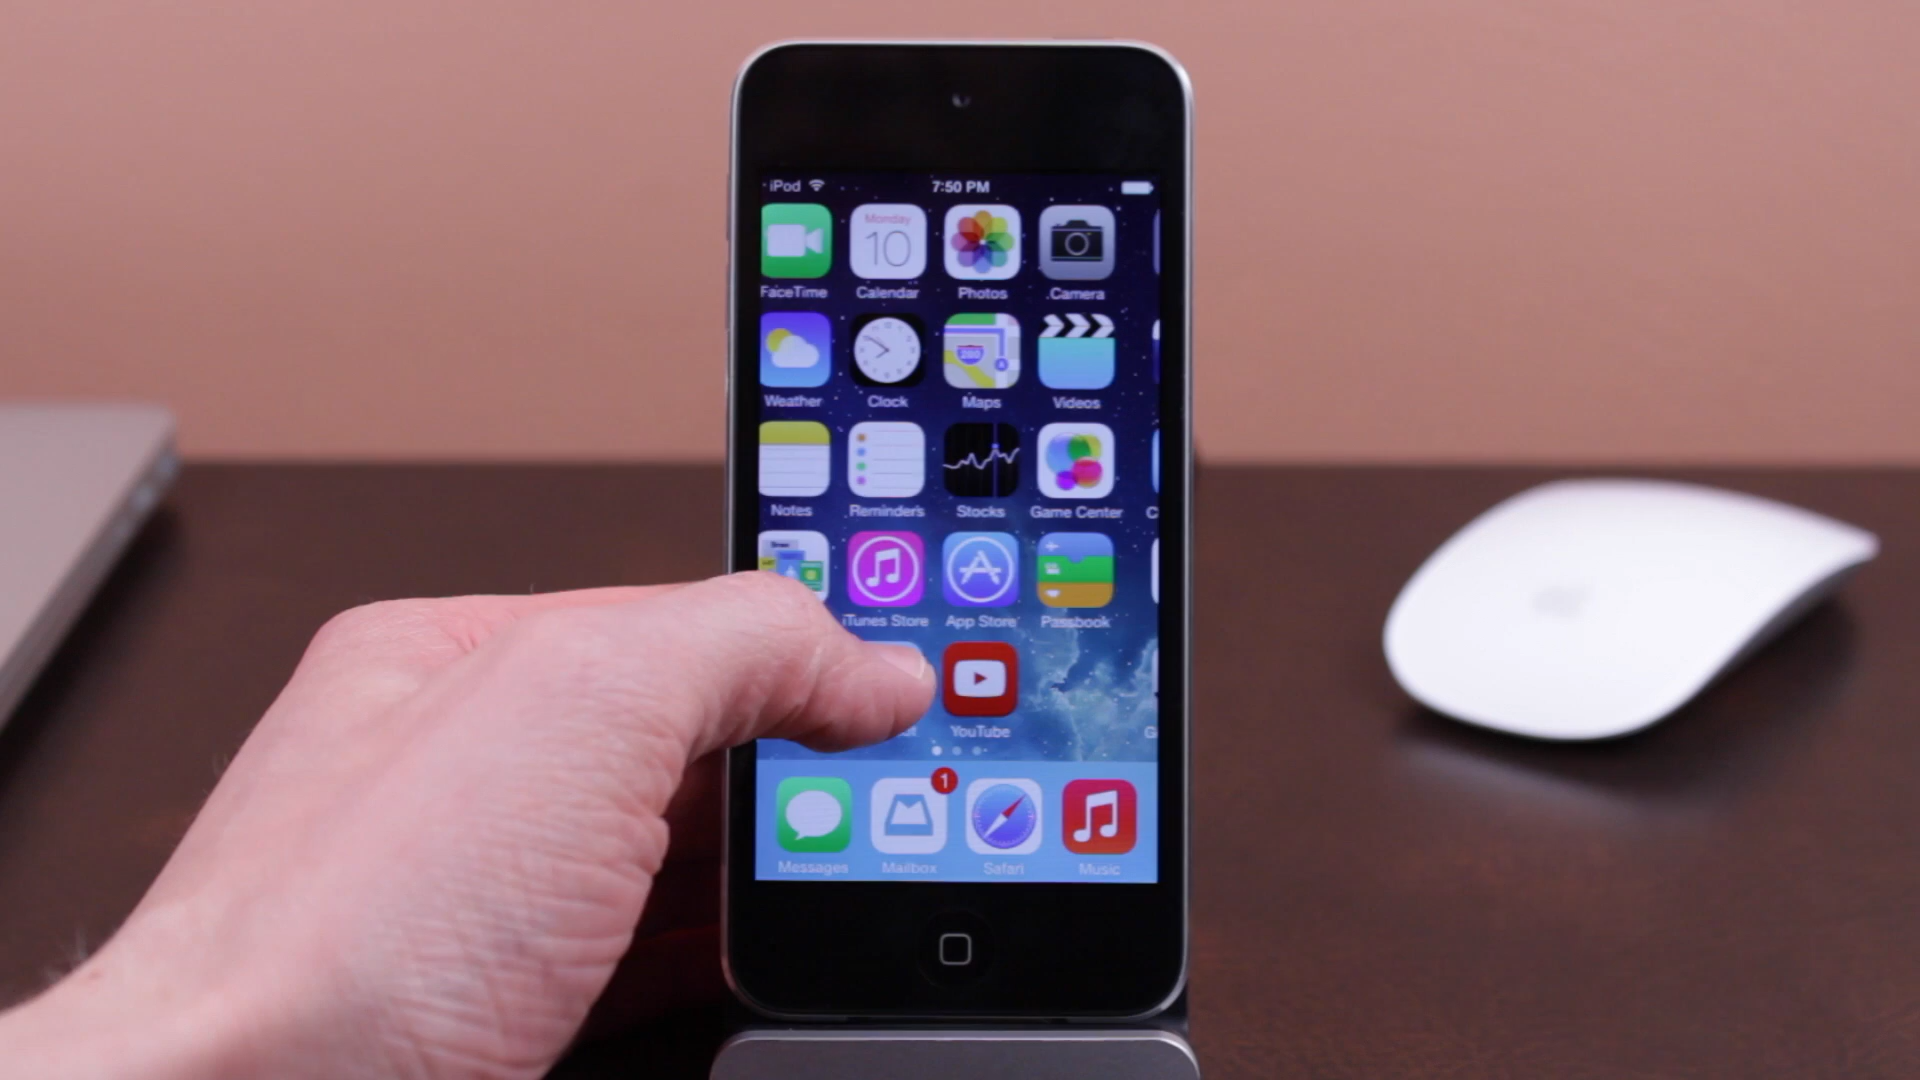 iPod 7:50 PM
Monday
10
FaceTime Calendar Photos Camera
280
Weather Clock Maps Videos
Notes Reminders Stocks Game Center C
iTunes Store App Store Passbook
YouTube G
1
Messages Mailbox Safari Music